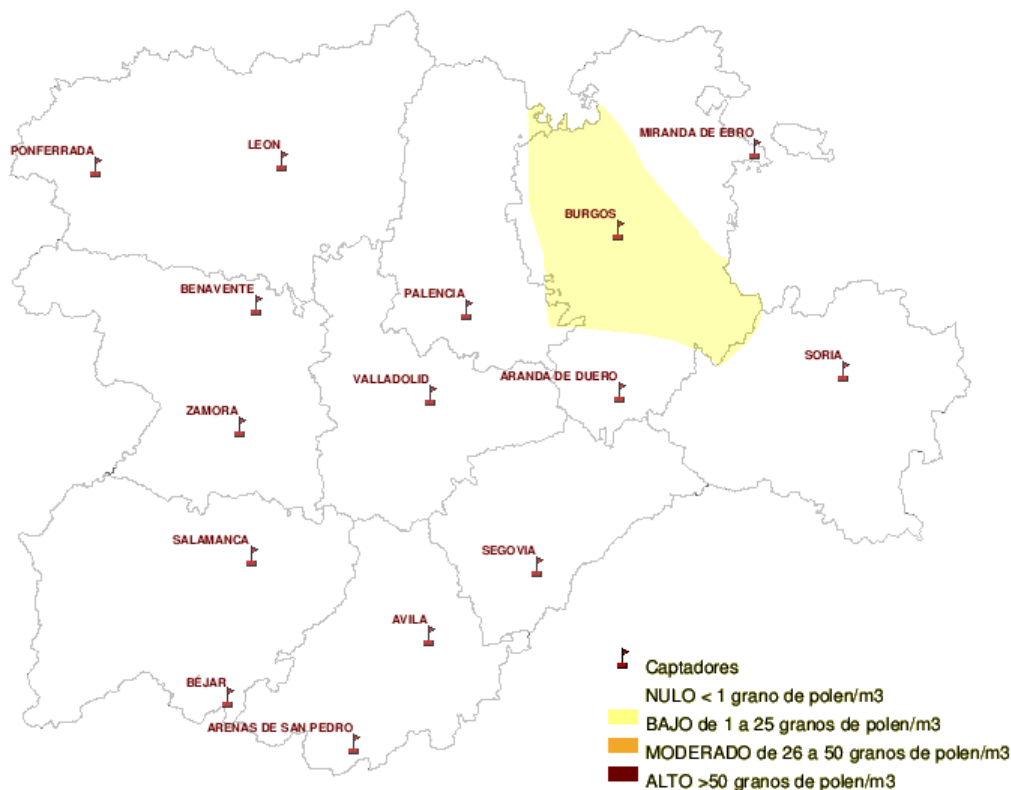 MIRANDA DE EBRO
PONFERRADA
LEON
BURGOS
BENAVENTE
PALENCIA
SORIA
VALLADOLID
ARANDA DE DUERO
ZAMORA
SALAMANCA
SEGOVIA
AVILA
BÉJAR
ARENAS DE SAN PEDRO
Captadores
NULO < 1 grano de polen/m3
BAJO de 1 a 25 granos de polen/m3
MODERADO de 26 a 50 granos de polen/m3
ALTO >50 granos de polen/m3